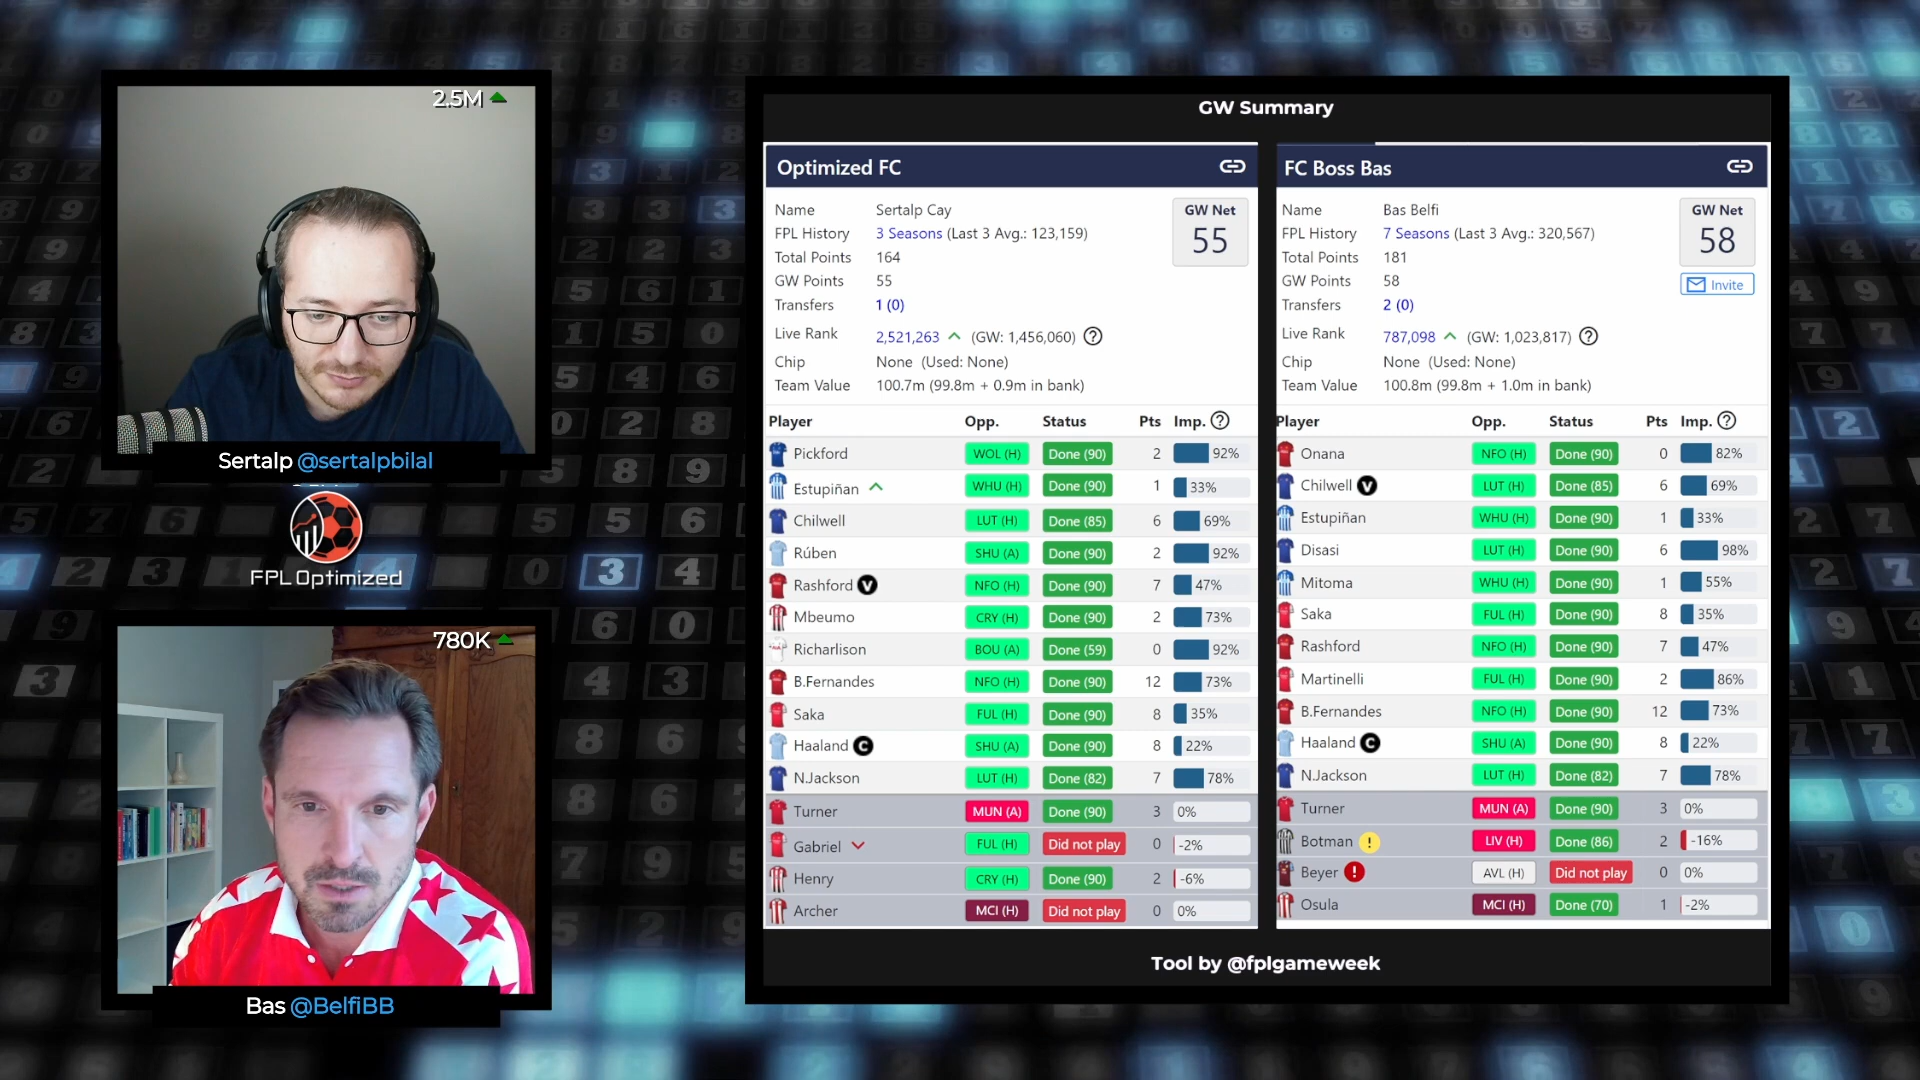 2.5M
Sertalp @sertalpbilal
FPL Optimized
780K
Bas @BelfiBB
GW Summary
Optimized FC
Name Sertalp Cay
FPL History 3 Seasons (Last 3 Avg.: 123,159)
Total Points 164
GW Points 55
Transfers 1 (0)
Live Rank 2,521,263 (GW: 1,456,060) ?
Chip None (Used: None)
Team Value 100.7m (99.8m + 0.9m in bank)
GW Net
55
Player Opp. Status Pts Imp. ?
Pickford WOL (H) Done (90) 2 92%
Estupiñan WHU (H) Done (90) 1 33%
Chilwell LUT (H) Done (85) 6 69%
Rúben SHU (A) Done (90) 2 92%
Rashford V NFO (H) Done (90) 7 47%
Mbeumo CRY (H) Done (90) 2 73%
Richarlison BOU (A) Done (59) 0 92%
B.Fernandes NFO (H) Done (90) 12 73%
Saka FUL (H) Done (90) 8 35%
Haaland C SHU (A) Done (90) 8 22%
N.Jackson LUT (H) Done (82) 7 78%
Turner MUN (A) Done (90) 3 0%
Gabriel FUL (H) Did not play 0 -2%
Henry CRY (H) Done (90) 2 -6%
Archer MCI (H) Did not play 0 0%
FC Boss Bas
Name Bas Belfi
FPL History 7 Seasons (Last 3 Avg.: 320,567)
Total Points 181
GW Points 58
Transfers 2 (0)
Live Rank 787,098 (GW: 1,023,817) ?
Chip None (Used: None)
Team Value 100.8m (99.8m + 1.0m in bank)
GW Net
58
Invite
Player Opp. Status Pts Imp. ?
Onana NFO (H) Done (90) 0 82%
Chilwell V LUT (H) Done (85) 6 69%
Estupiñan WHU (H) Done (90) 1 33%
Disasi LUT (H) Done (90) 6 98%
Mitoma WHU (H) Done (90) 1 55%
Saka FUL (H) Done (90) 8 35%
Rashford NFO (H) Done (90) 7 47%
Martinelli FUL (H) Done (90) 2 86%
B.Fernandes NFO (H) Done (90) 12 73%
Haaland C SHU (A) Done (90) 8 22%
N.Jackson LUT (H) Done (82) 7 78%
Turner MUN (A) Done (90) 3 0%
Botman ! LIV (H) Done (86) 2 -16%
Beyer ! AVL (H) Did not play 0 0%
Osula MCI (H) Done (70) 1 -2%
Tool by @fplgameweek